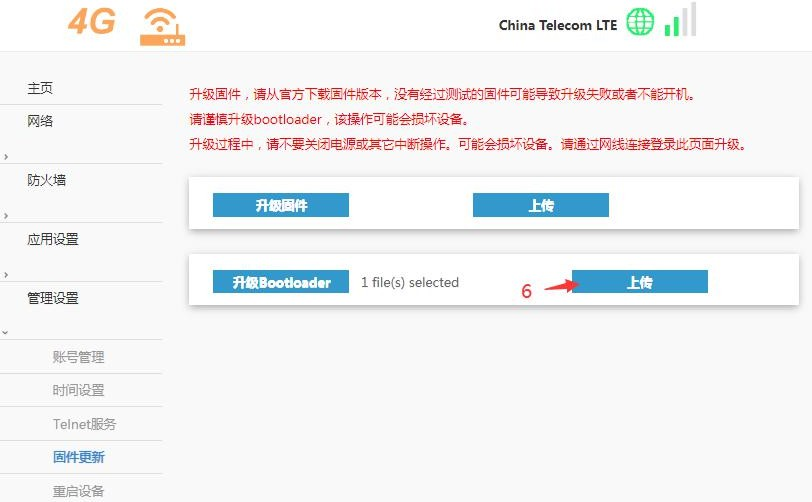 4G
China Telecom LTE
主页
网络
防火墙
应用设置
管理设置
账号管理
时间设置
Telnet服务
固件更新
重启设备
升级固件，请从官方下载固件版本，没有经过测试的固件可能导致升级失败或者不能开机。
请谨慎升级bootloader，该操作可能会损坏设备。
升级过程中，请不要关闭电源或其它中断操作。可能会损坏设备。请通过网线连接登录此页面升级。
升级固件 上传
升级Bootloader 1 file(s) selected 6 上传